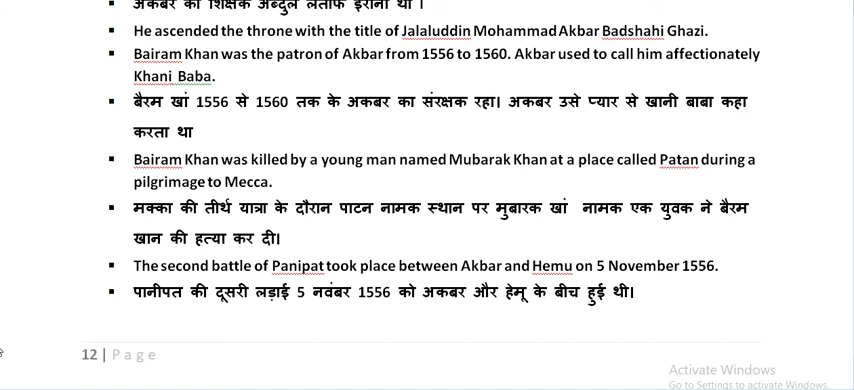 अकबर का शिक्षक अब्दुल लतीफ ईरानी था ।
▪ He ascended the throne with the title of Jalaluddin Mohammad Akbar Badshahi Ghazi.
▪ Bairam Khan was the patron of Akbar from 1556 to 1560. Akbar used to call him affectionately
Khani Baba.
▪ बैरम खां 1556 से 1560 तक के अकबर का संरक्षक रहा। अकबर उसे प्यार से खानी बाबा कहा
करता था
▪ Bairam Khan was killed by a young man named Mubarak Khan at a place called Patan during a
pilgrimage to Mecca.
▪ मक्का की तीर्थ यात्रा के दौरान पाटन नामक स्थान पर मुबारक खां नामक एक युवक ने बैरम
खान की हत्या कर दी।
▪ The second battle of Panipat took place between Akbar and Hemu on 5 November 1556.
▪ पानीपत की दूसरी लड़ाई 5 नवंबर 1556 को अकबर और हेमू के बीच हुई थी।
12 | Page
Activate Windows
Go to Settings to activate Windows.